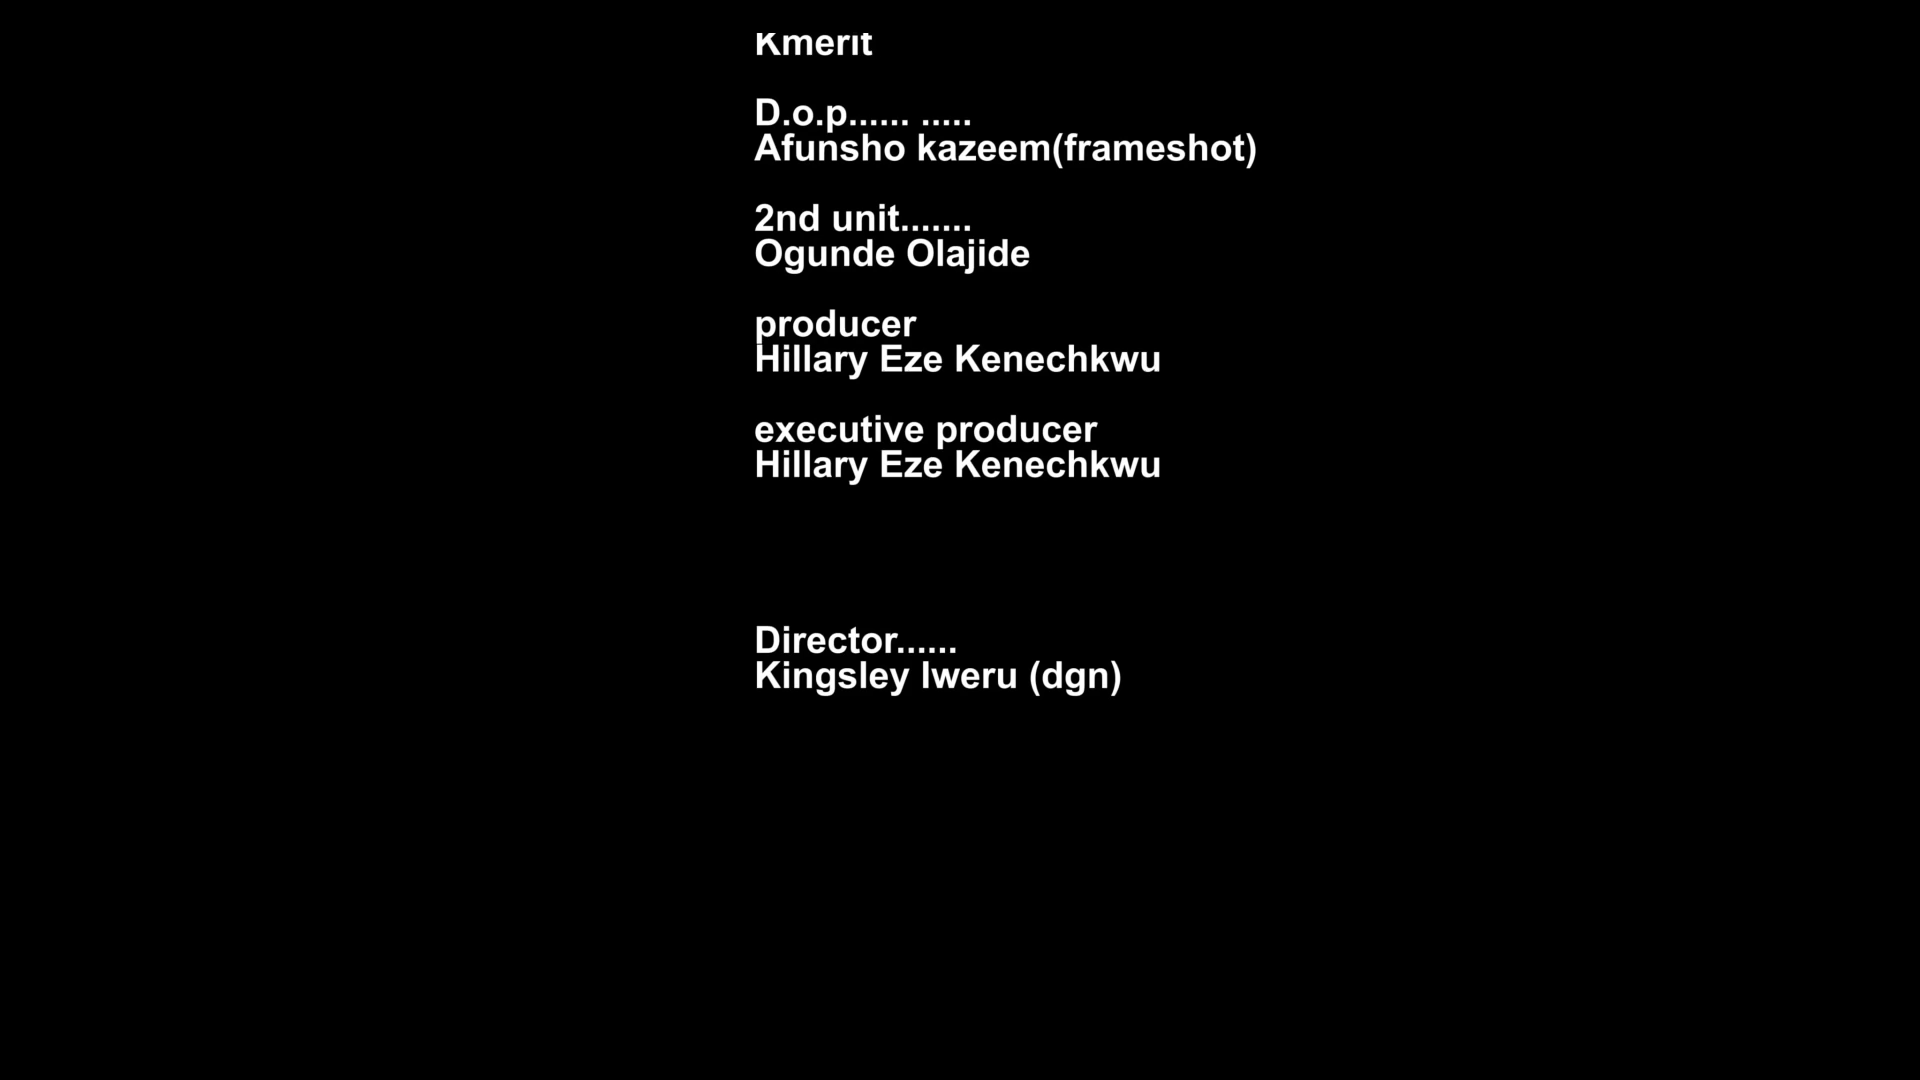 Kmerit
D.o.p...... .....
Afunsho kazeem(frameshot)
2nd unit.......
Ogunde Olajide
producer
Hillary Eze Kenechkwu
executive producer
Hillary Eze Kenechkwu
Director......
Kingsley Iweru (dgn)